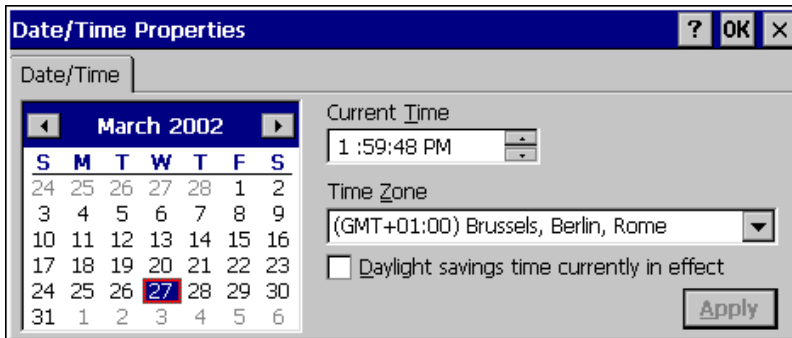 Date/Time Properties ? OK ×
Date/Time
March 2002
S M T W T F S
24 25 26 27 28 1 2
3 4 5 6 7 8 9
10 11 12 13 14 15 16
17 18 19 20 21 22 23
24 25 26 27 28 29 30
31 1 2 3 4 5 6
Current Time
1 :59:48 PM
Time Zone
(GMT+01:00) Brussels, Berlin, Rome
Daylight savings time currently in effect
Apply